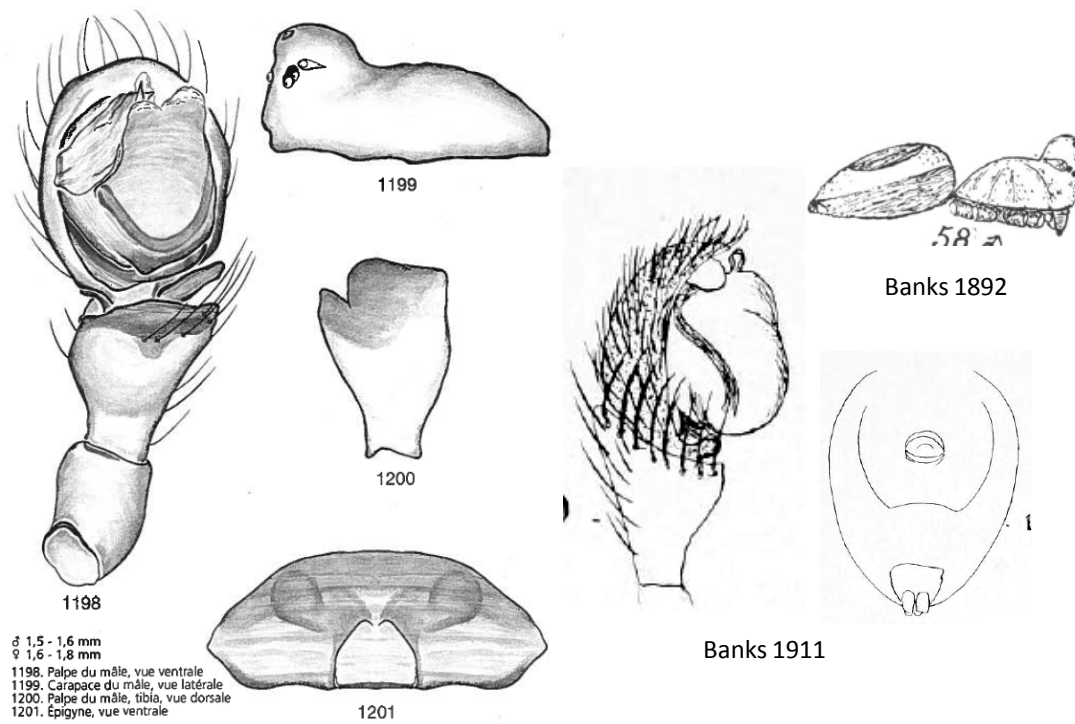 1199
58 ♂
Banks 1892
1200
1198
Banks 1911
♂ 1,5 - 1,6 mm
♀ 1,6 - 1,8 mm
1198. Palpe du mâle, vue ventrale
1199. Carapace du mâle, vue latérale
1200. Palpe du mâle, tibia, vue dorsale
1201. Épigyne, vue ventrale
1201